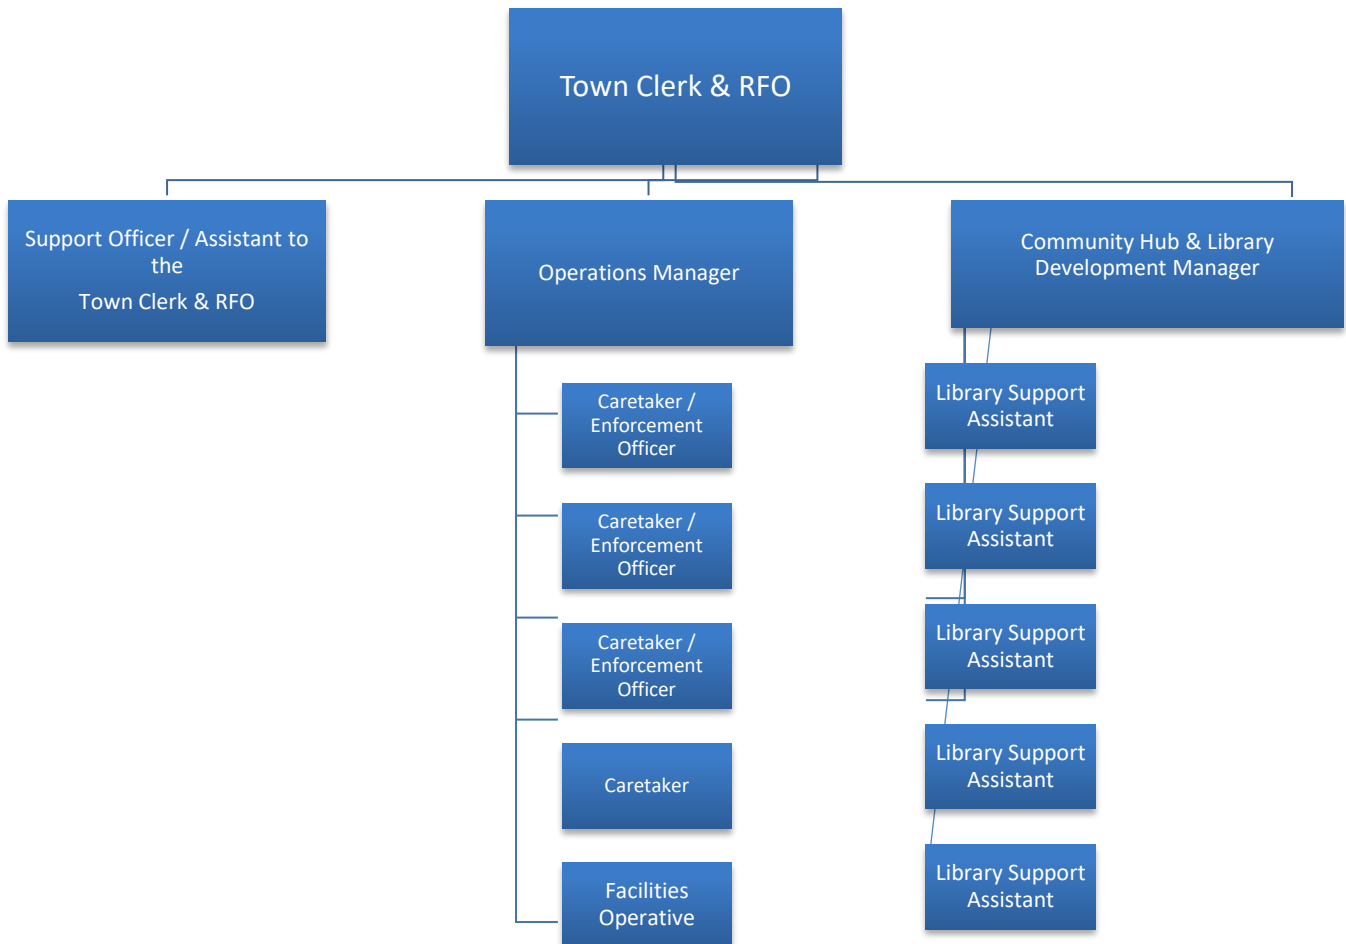 Town Clerk & RFO
Support Officer / Assistant to
the
Town Clerk & RFO
Operations Manager
Community Hub & Library
Development Manager
Caretaker /
Enforcement
Officer
Caretaker /
Enforcement
Officer
Caretaker /
Enforcement
Officer
Caretaker
Facilities
Operative
Library Support
Assistant
Library Support
Assistant
Library Support
Assistant
Library Support
Assistant
Library Support
Assistant